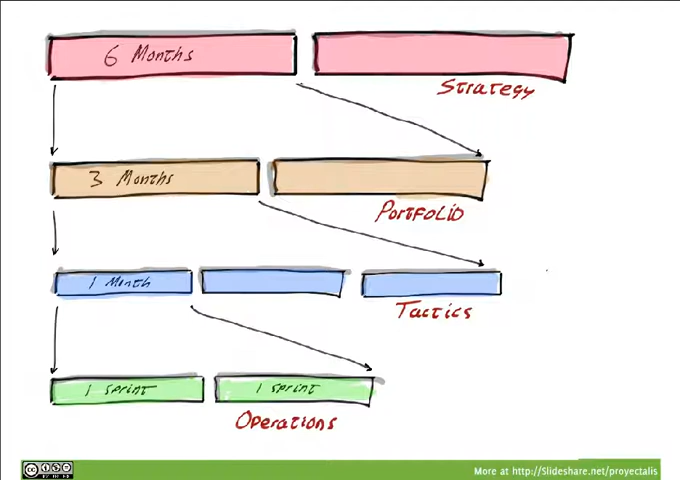 6 Months
Strategy
3 Months
Portfolio
1 Month
Tactics
1 sprint 1 sprint
Operations
More at http://Slideshare.net/proyectalis